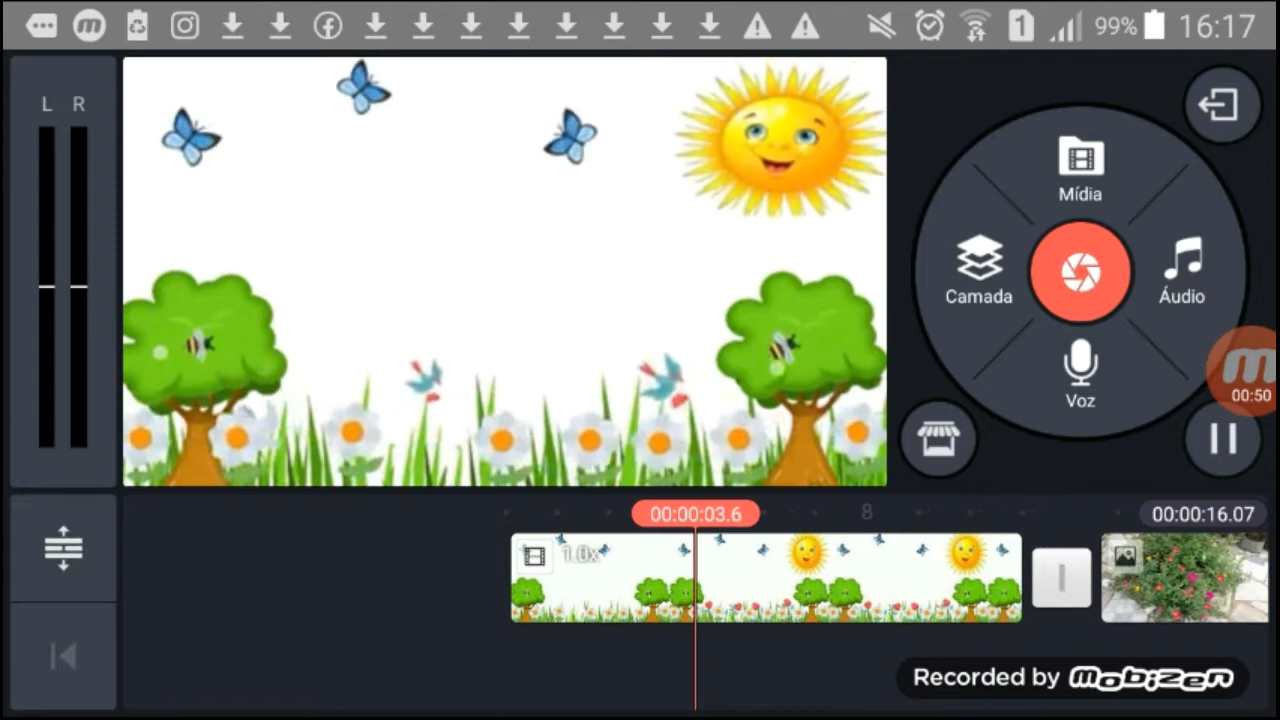 1 99% 16:17
L R
Mídia
Camada
Áudio
Voz
00:50
00:00:03.6
8
00:00:16.07
1.0x
Recorded by mobizen